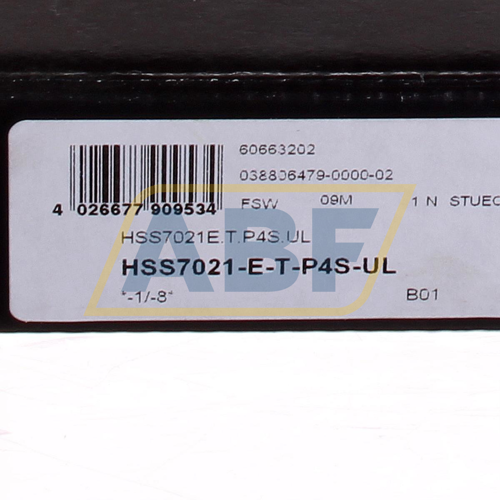 60663202
038806479-0000-02
4 026677 909534 FSW 09M 1 N STUEC
HSS7021E.T.P4S.UL
HSS7021-E-T-P4S-UL
*-1/-8* B01
ABF